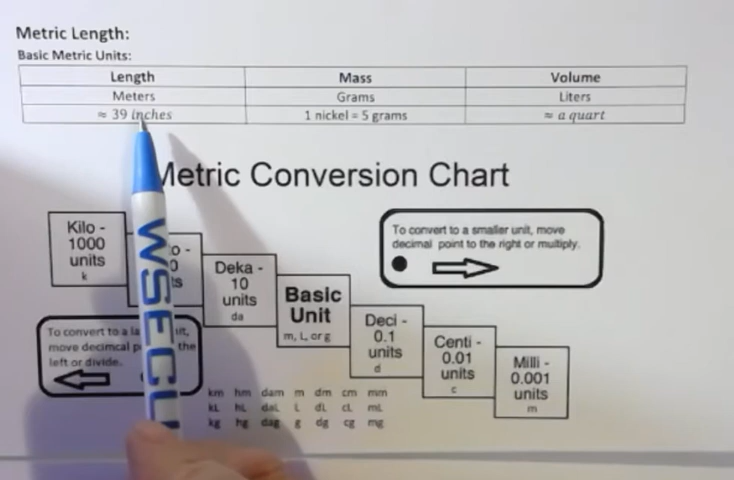 Metric Length:
Basic Metric Units:
Length Mass Volume
Meters Grams Liters
≈ 39 inches 1 nickel = 5 grams ≈ a quart
Metric Conversion Chart
Kilo -
1000
units
k
Deka -
10
units
da
Basic
Unit
m, L, or g
Deci -
0.1
units
d
Centi -
0.01
units
c
Milli -
0.001
units
m
To convert to a smaller unit, move
decimal point to the right or multiply.
To convert to a
move decimcal the
left or divide.
km hm dam m dm cm mm
kL hL daL L dL cL mL
kg hg dag g dg cg mg
WSECU